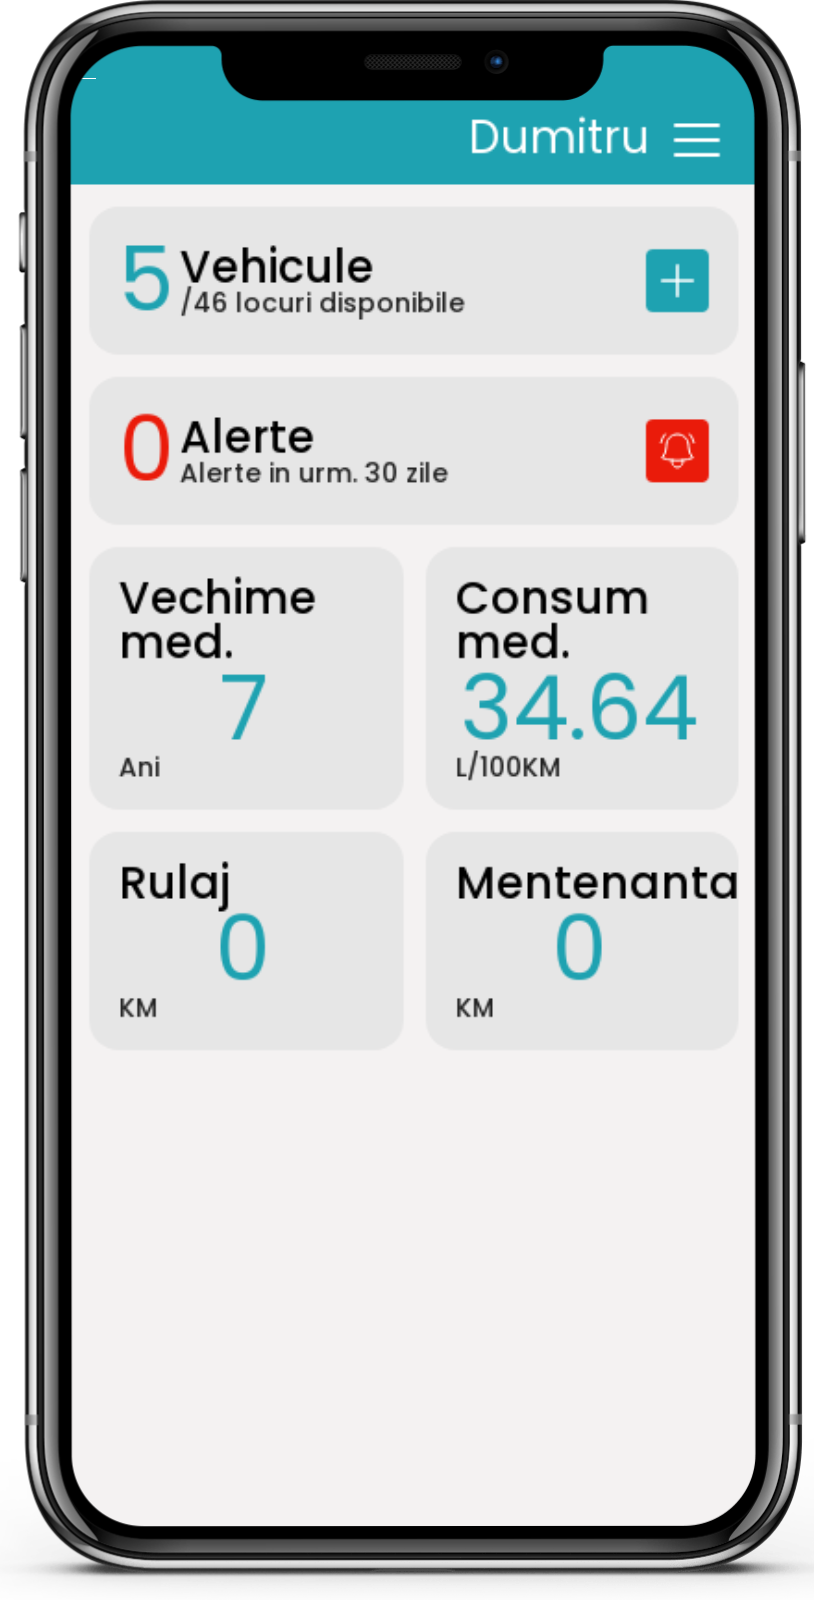 Dumitru
5 Vehicule
/46 locuri disponibile
0 Alerte
Alerte in urm. 30 zile
Vechime
med.
7
Ani
Consum
med.
34.64
L/100KM
Rulaj
0
KM
Mentenanta
0
KM